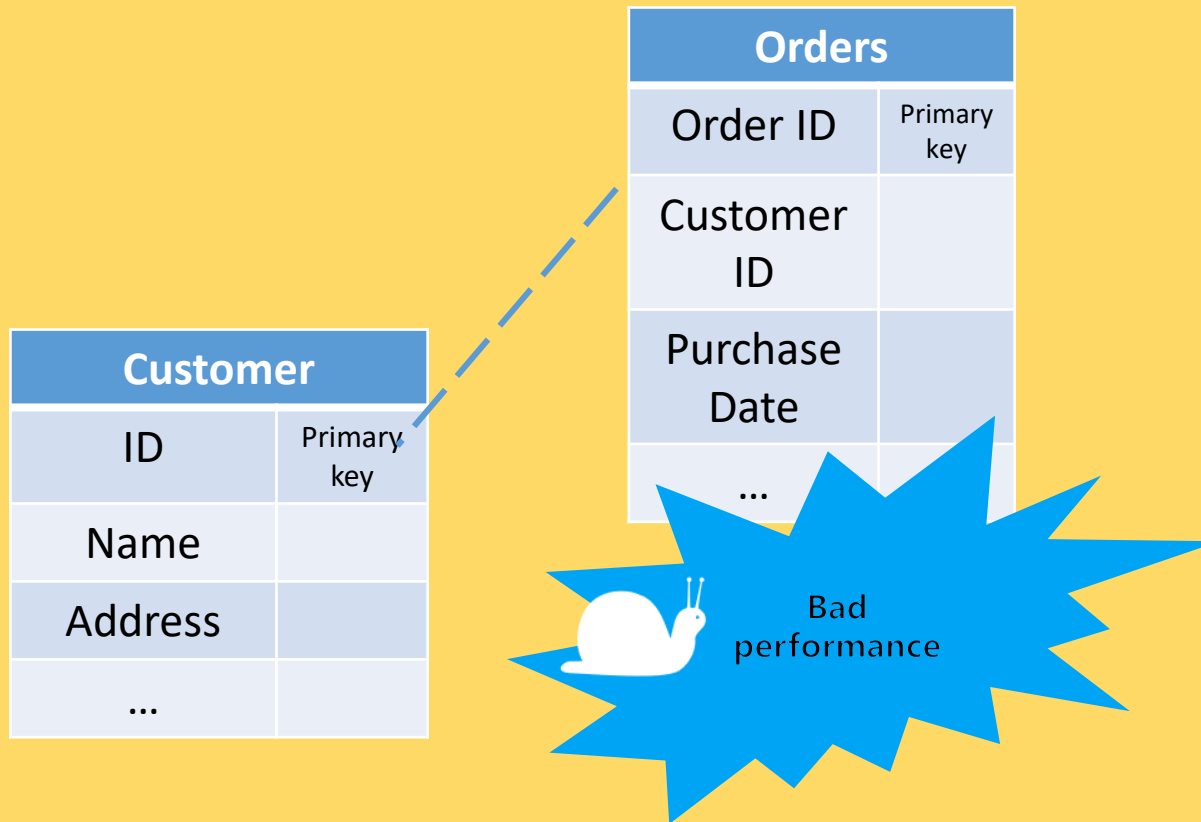 Orders
Order ID
Primary
key
Customer
ID
Purchase
Date
...
Customer
ID
Primary
key
Name
Address
...
Bad
performance